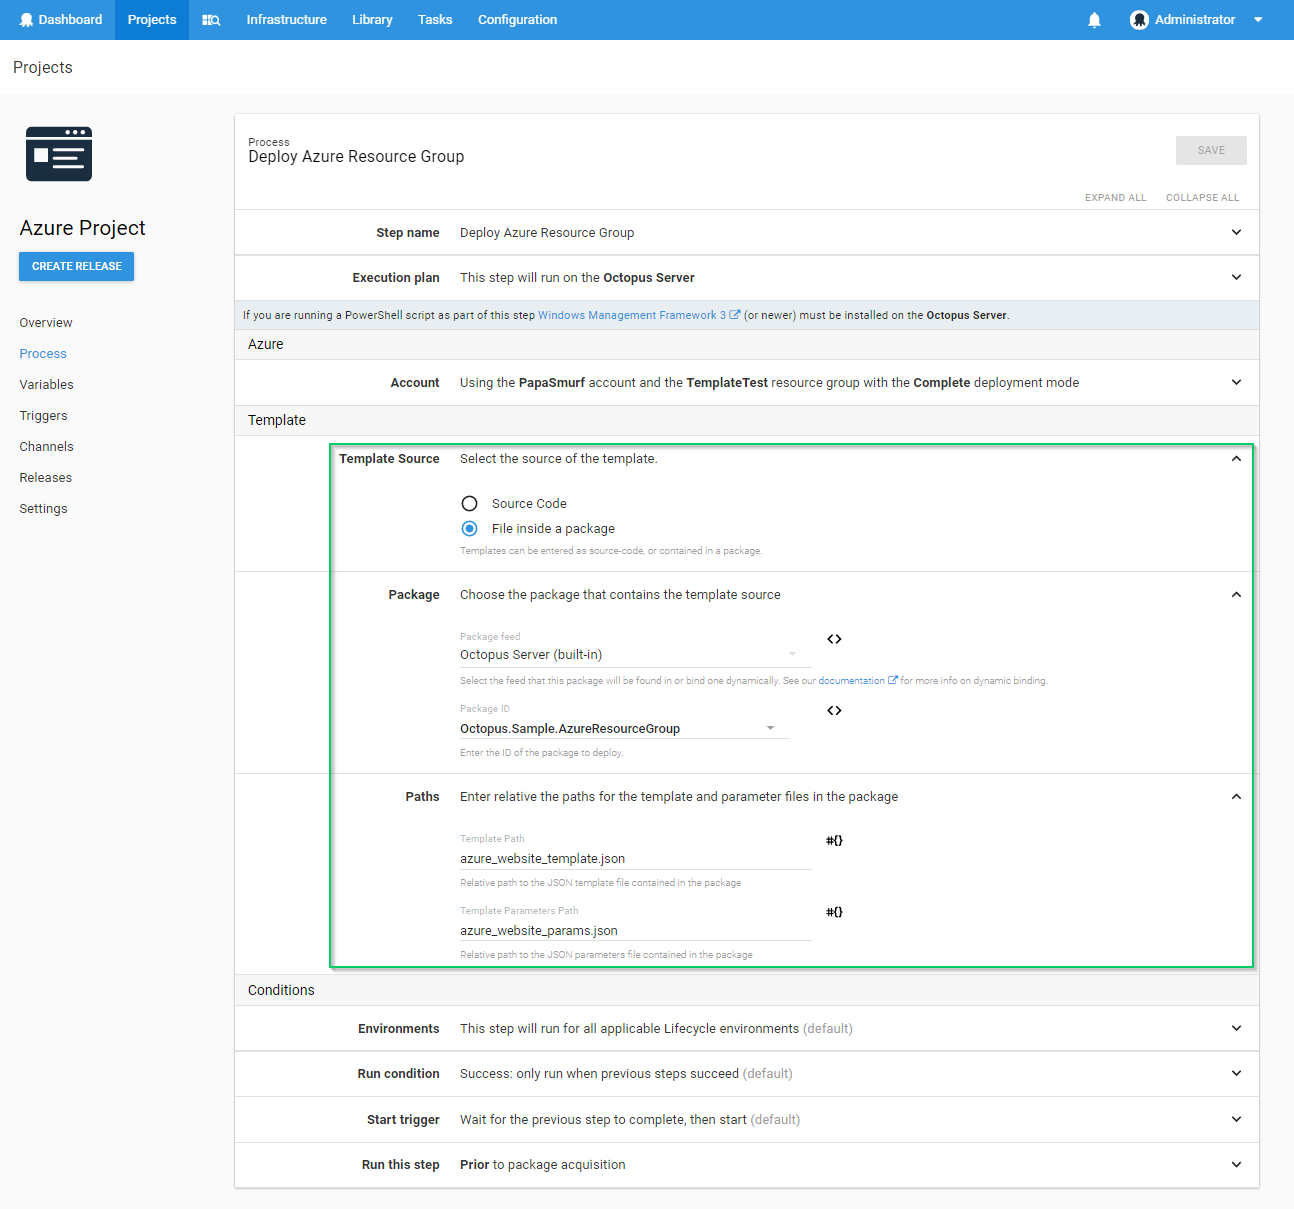 Dashboard Projects Infrastructure Library Tasks Configuration Administrator
Projects
Azure Project
CREATE RELEASE
Overview
Process
Variables
Triggers
Channels
Releases
Settings
Process
Deploy Azure Resource Group
SAVE
EXPAND ALL COLLAPSE ALL
Step name Deploy Azure Resource Group
Execution plan This step will run on the Octopus Server
If you are running a PowerShell script as part of this step Windows Management Framework 3 (or newer) must be installed on the Octopus Server.
Azure
Account Using the PapaSmurf account and the TemplateTest resource group with the Complete deployment mode
Template
Template Source Select the source of the template.
Source Code
File inside a package
Templates can be entered as source-code, or contained in a package.
Package Choose the package that contains the template source
Package feed
Octopus Server (built-in)
Select the feed that this package will be found in or bind one dynamically. See our documentation for more info on dynamic binding.
Package ID
Octopus.Sample.AzureResourceGroup
Enter the ID of the package to deploy.
Paths Enter relative the paths for the template and parameter files in the package
Template Path
azure_website_template.json #{}
Relative path to the JSON template file contained in the package
Template Parameters Path
azure_website_params.json #{}
Relative path to the JSON parameters file contained in the package
Conditions
Environments This step will run for all applicable Lifecycle environments (default)
Run condition Success: only run when previous steps succeed (default)
Start trigger Wait for the previous step to complete, then start (default)
Run this step Prior to package acquisition